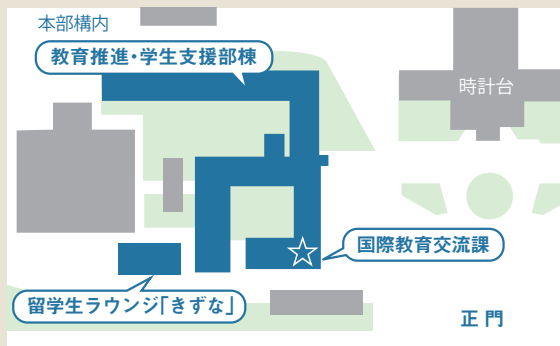 本部構内
教育推進・学生支援部棟
時計台
国際教育交流課
留学生ラウンジ「きずな」
正門